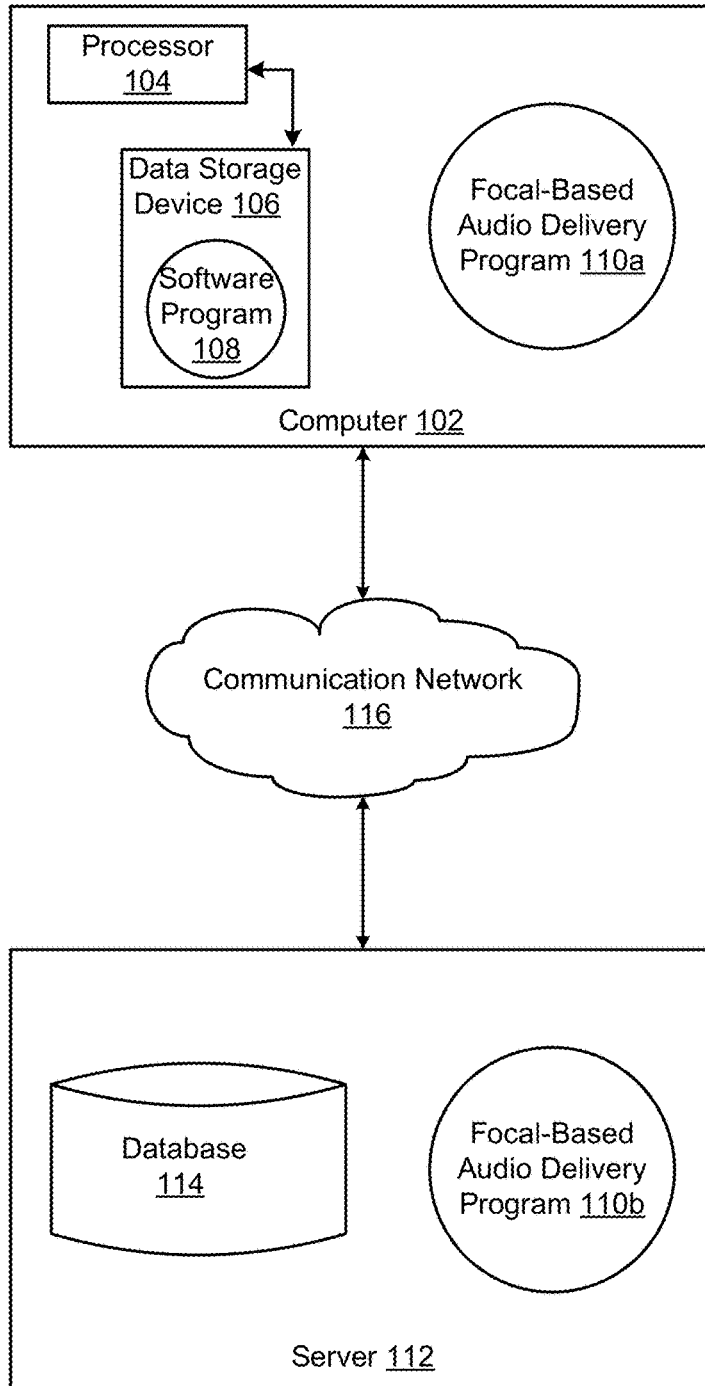 Processor
104
Data Storage
Device 106
Software
Program
108
Focal-Based
Audio Delivery
Program 110a
Computer 102
Communication Network
116
Database
114
Focal-Based
Audio Delivery
Program 110b
Server 112